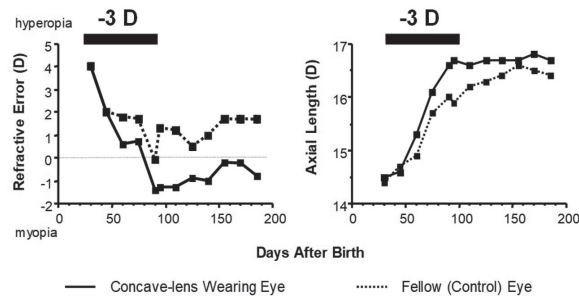 hyperopia
-3 D
-3 D
Refractive Error (D)
5
4
3
2
1
0
-1
-2
0
50
100
150
200
myopia
Axial Length (D)
17
16
15
14
0
50
100
150
200
Days After Birth
Concave-lens Wearing Eye
Fellow (Control) Eye